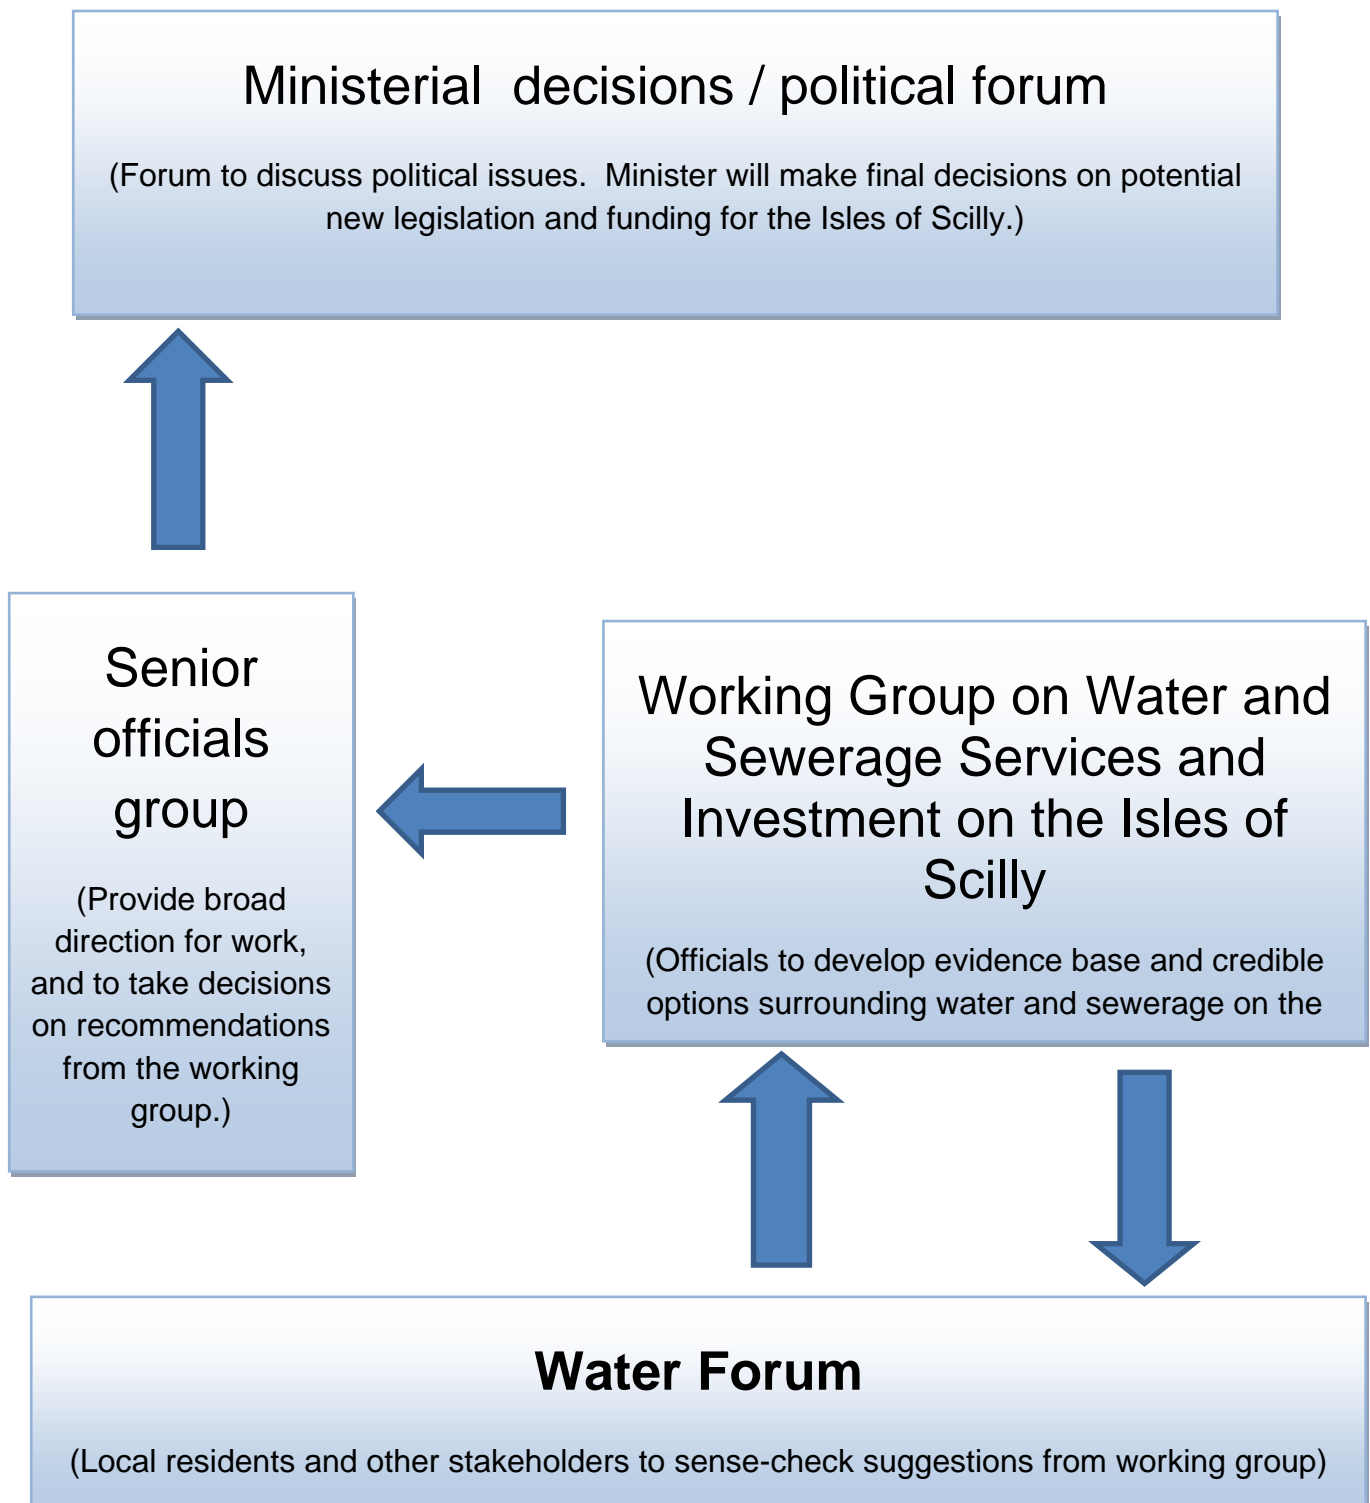 Ministerial  decisions / political forum
(Forum to discuss political issues.  Minister will make final decisions on potential
new legislation and funding for the Isles of Scilly.)
Senior
officials
group
(Provide broad
direction for work,
and to take decisions
on recommendations
from the working
group.)
Working Group on Water and
Sewerage Services and
Investment on the Isles of
Scilly
(Officials to develop evidence base and credible
options surrounding water and sewerage on the
Water Forum
(Local residents and other stakeholders to sense-check suggestions from working group)